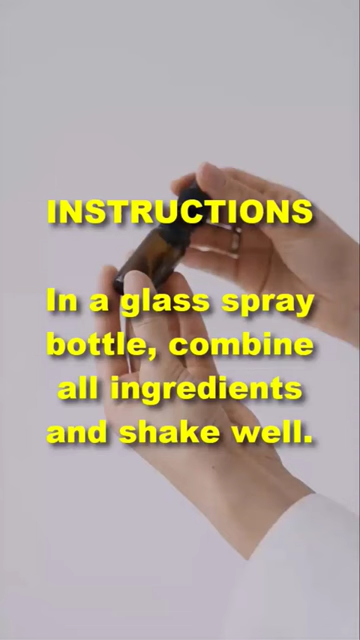 INSTRUCTIONS
In a glass spray
bottle, combine
all ingredients
and shake well.